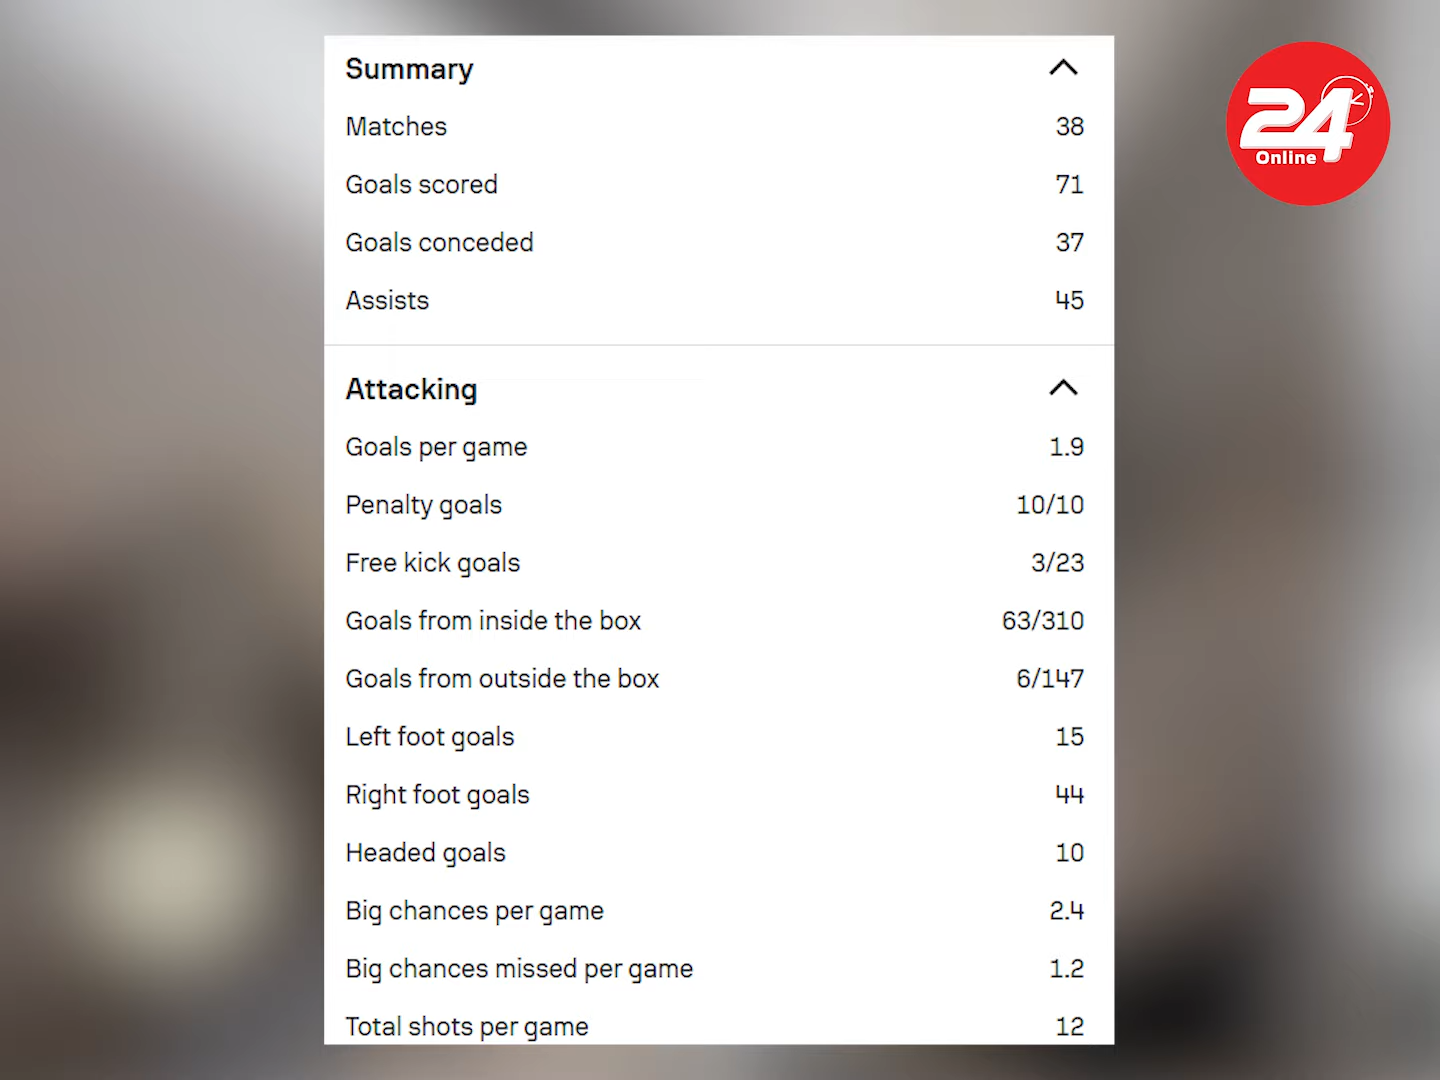 Summary
Matches 38
Goals scored 71
Goals conceded 37
Assists 45
Attacking
Goals per game 1.9
Penalty goals 10/10
Free kick goals 3/23
Goals from inside the box 63/310
Goals from outside the box 6/147
Left foot goals 15
Right foot goals 44
Headed goals 10
Big chances per game 2.4
Big chances missed per game 1.2
Total shots per game 12
24
Online